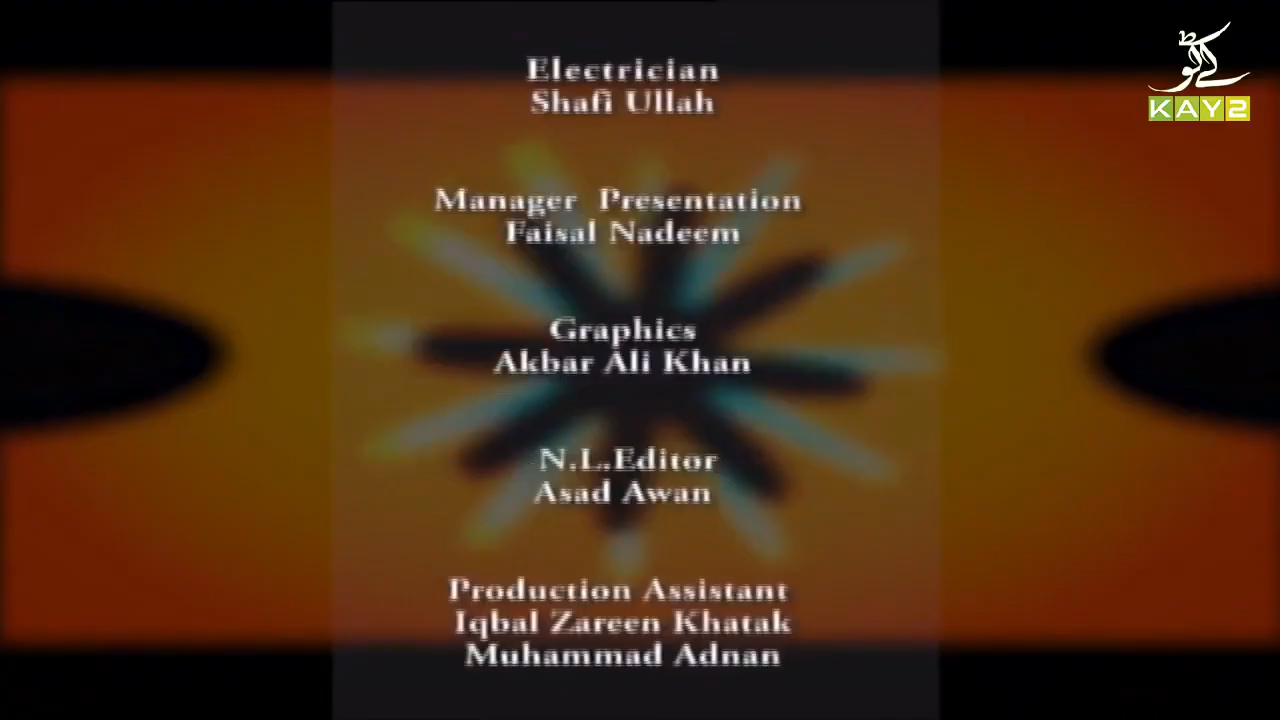 کےٹو
KAY2
Electrician
Shafi Ullah
Manager Presentation
Faisal Nadeem
Graphics
Akbar Ali Khan
N.L.Editor
Asad Awan
Production Assistant
Iqbal Zareen Khatak
Muhammad Adnan